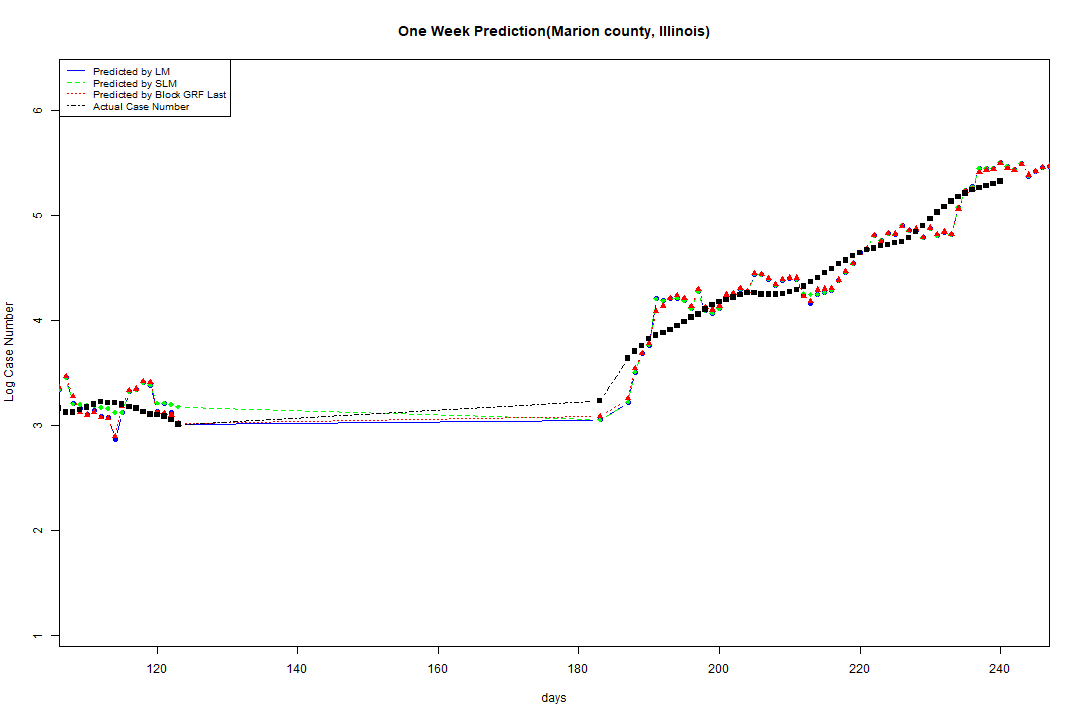 One Week Prediction(Marion county, Illinois)
Predicted by LM
Predicted by SLM
Predicted by Block GRF Last
Actual Case Number
6
5
4
3
2
1
Log Case Number
120 140 160 180 200 220 240
days